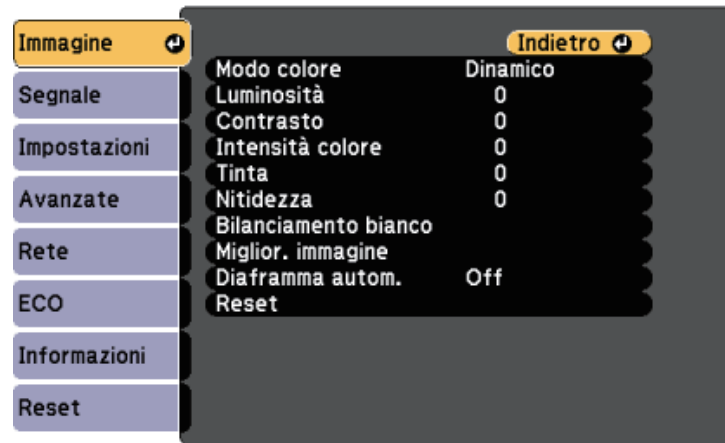 Immagine
Segnale
Impostazioni
Avanzate
Rete
ECO
Informazioni
Reset
Indietro
Modo colore Dinamico
Luminosità 0
Contrasto 0
Intensità colore 0
Tinta 0
Nitidezza 0
Bilanciamento bianco
Miglior. immagine
Diaframma autom. Off
Reset